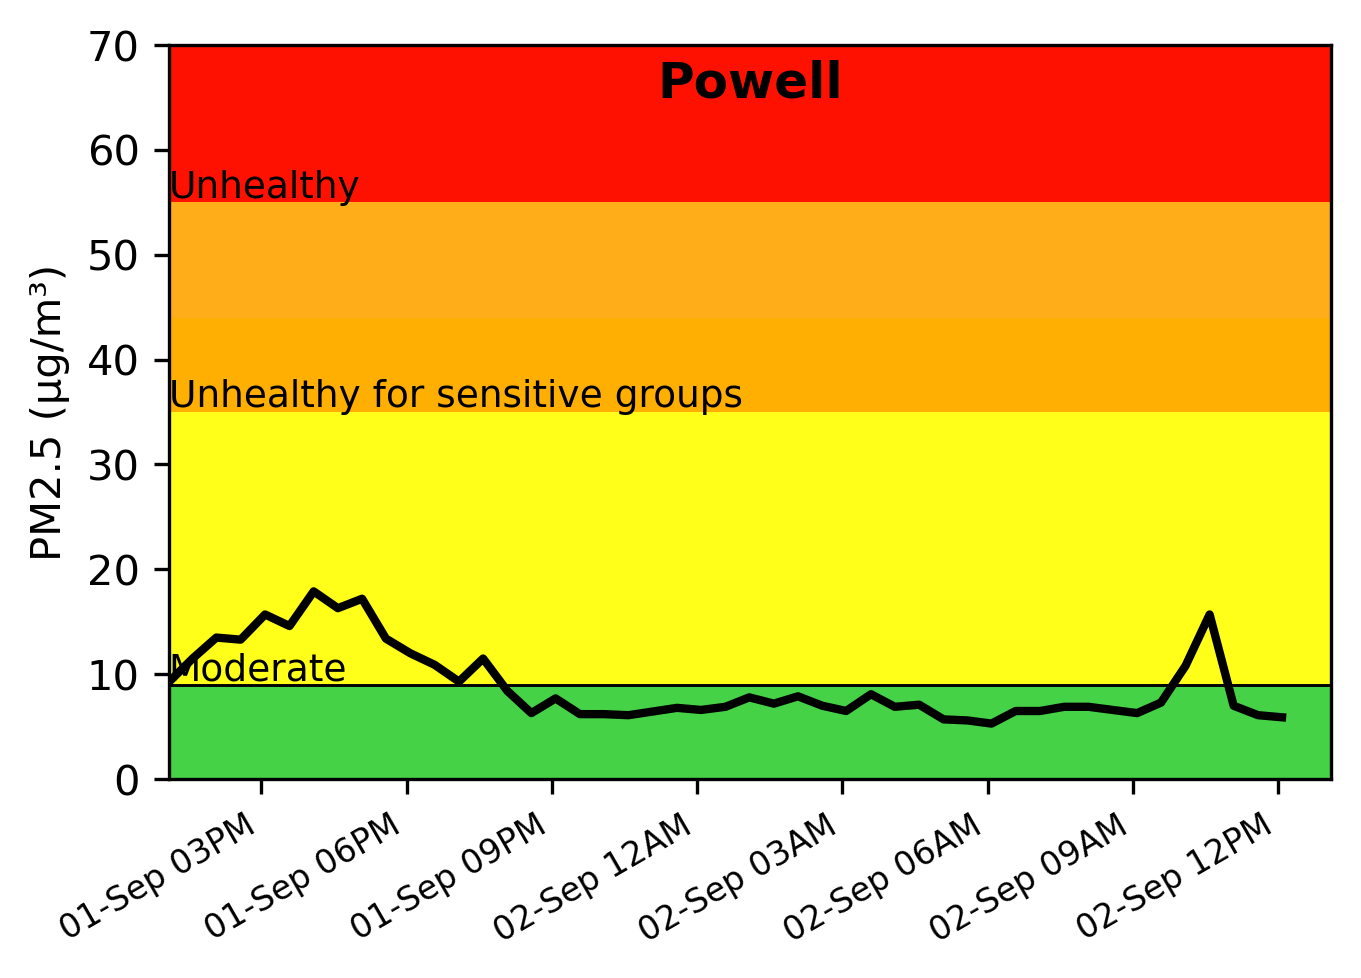 Powell
PM2.5 (µg/m³)
70
60
50
40
30
20
10
0
Unhealthy
Unhealthy for sensitive groups
Moderate
01-Sep 03PM
01-Sep 06PM
01-Sep 09PM
02-Sep 12AM
02-Sep 03AM
02-Sep 06AM
02-Sep 09AM
02-Sep 12PM